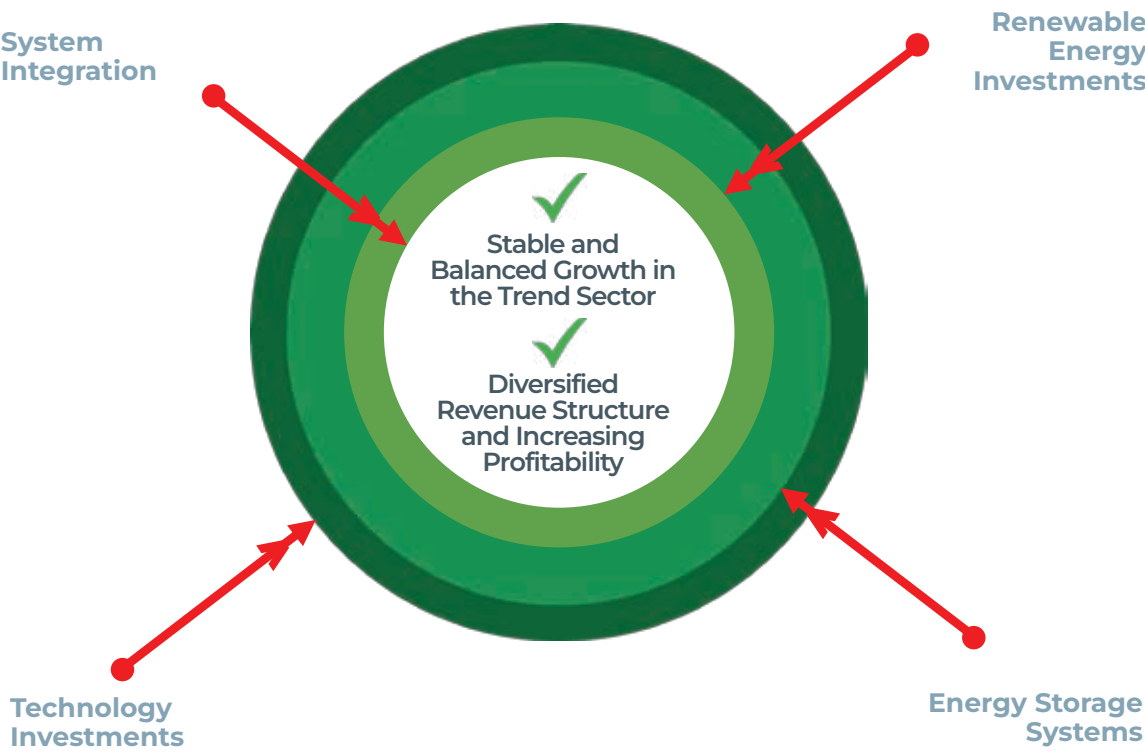 System
Integration
Renewable
Energy
Investments
Stable and
Balanced Growth in
the Trend Sector
Diversified
Revenue Structure
and Increasing
Profitability
Technology
Investments
Energy Storage
Systems